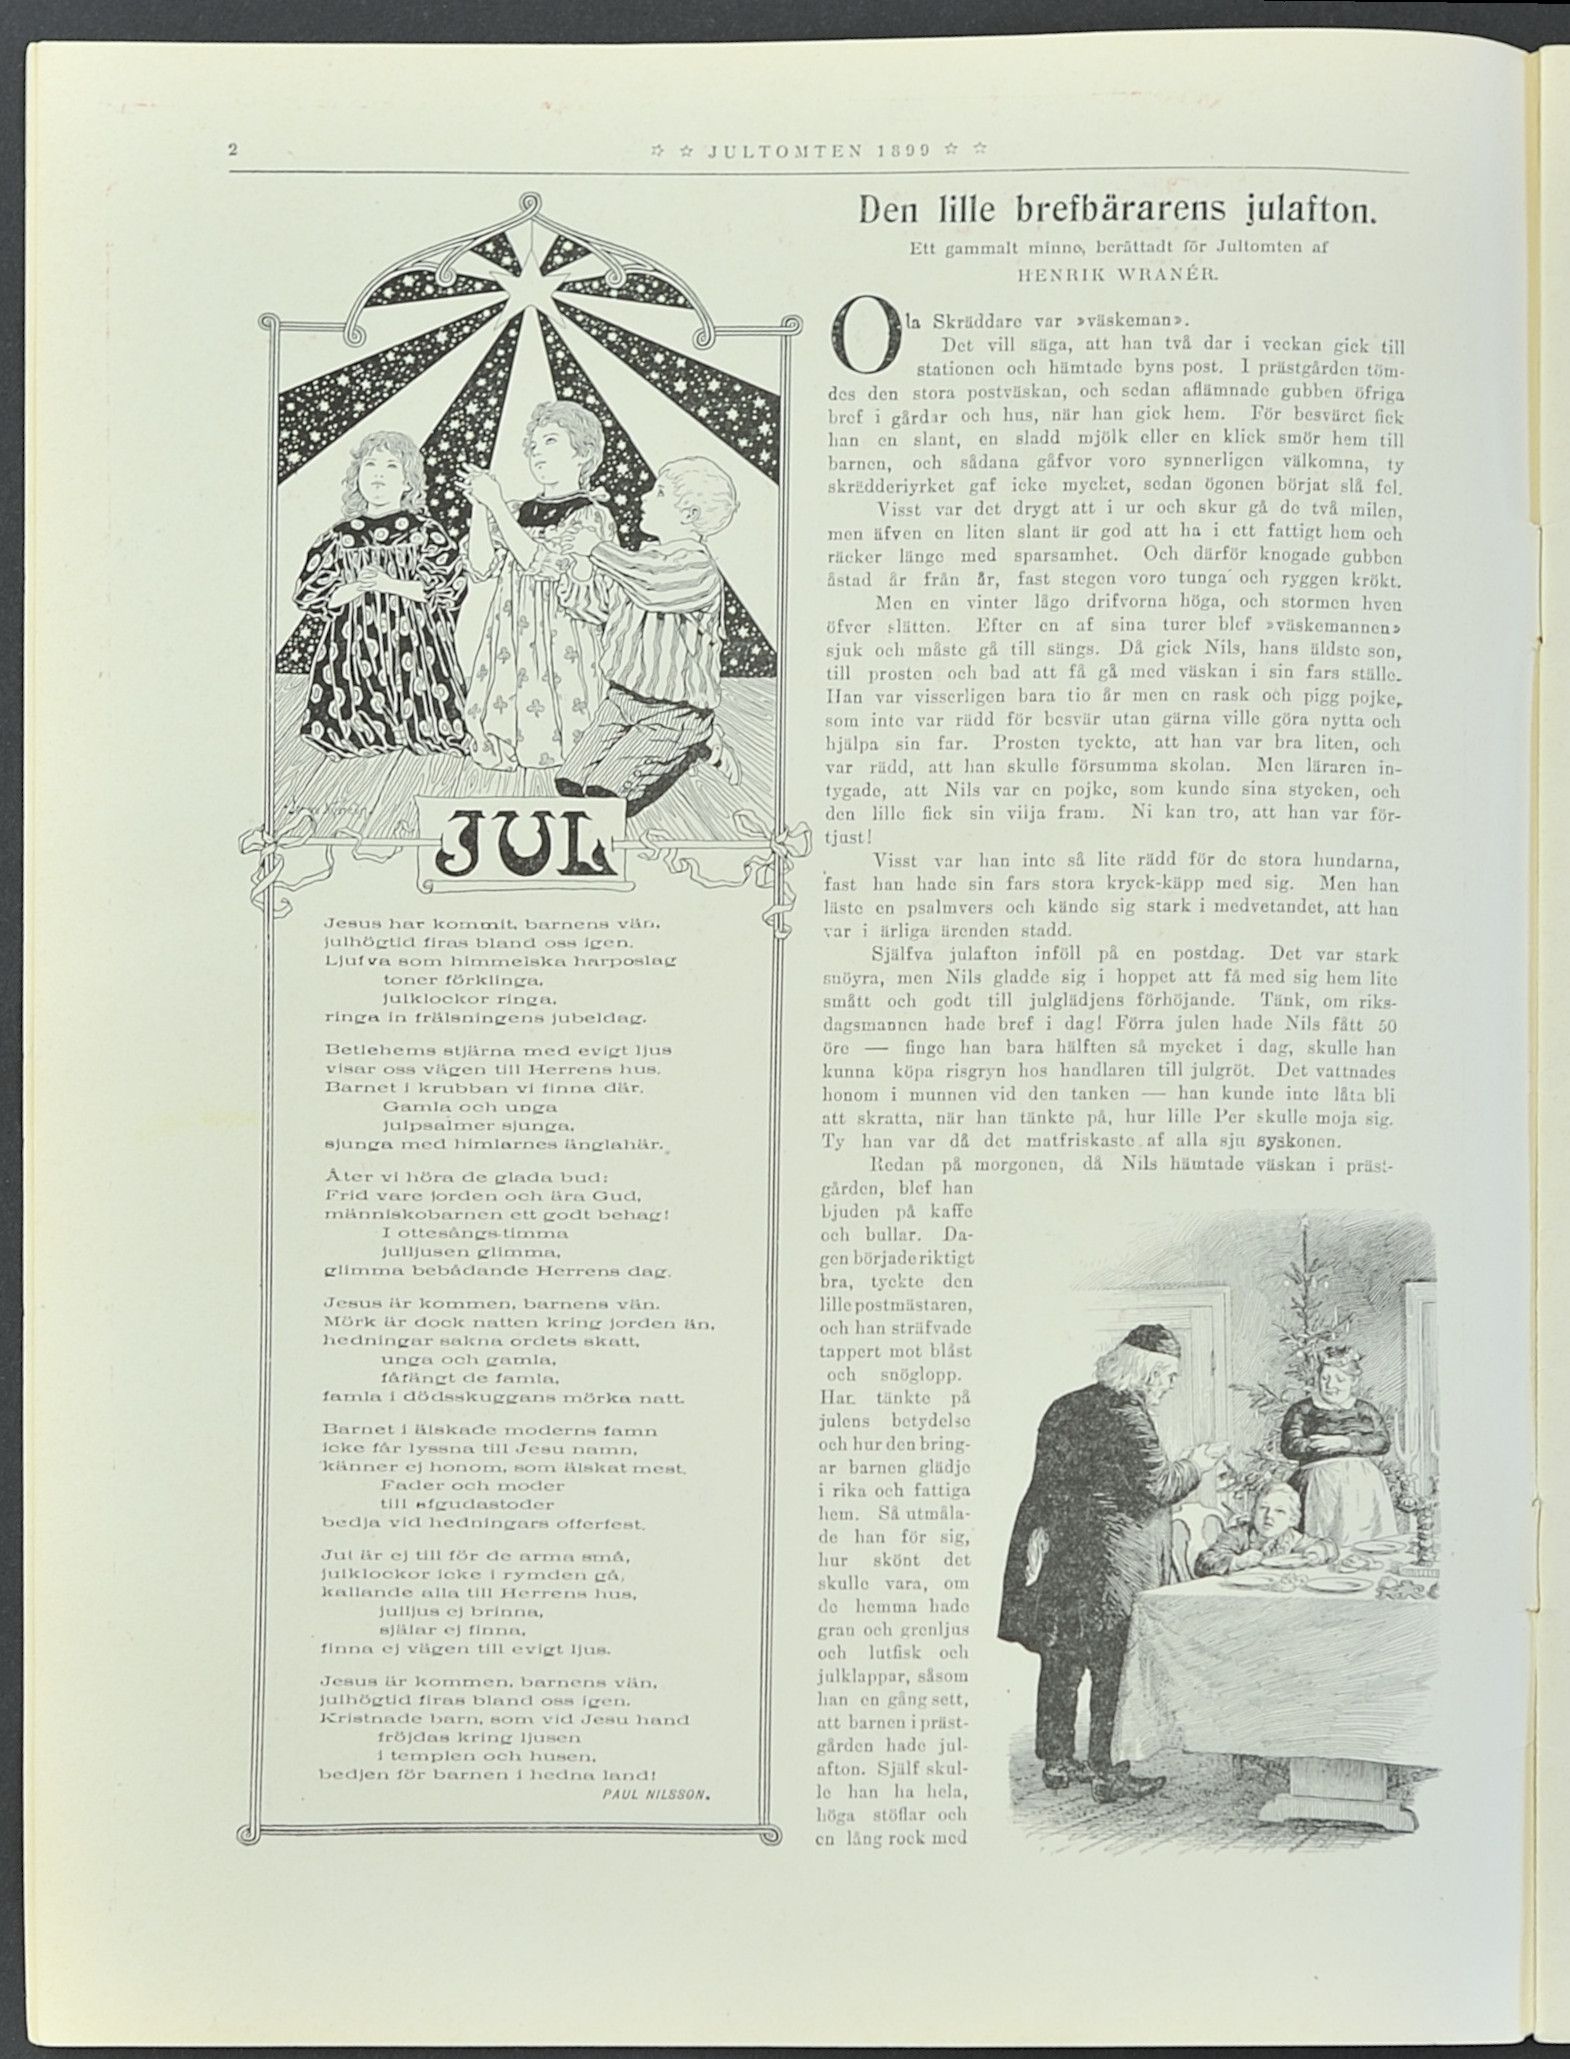 2
☆ ☆ JULTOMTEN 1899 ☆ ☆
JUL
Jesus har kommit, barnens vän,
julhögtid firas bland oss igen.
Ljufva som himmelska harposlag
toner förklinga,
julklockor ringa,
ringa in frälsningens jubeldag.
Betlehems stjärna med evigt ljus
visar oss vägen till Herrens hus.
Barnet i krubban vi finna där.
Gamla och unga
julpsalmer sjunga,
sjunga med himlarnes änglahär.
Åter vi höra de glada bud:
Frid vare jorden och ära Gud,
människobarnen ett godt behag!
I ottesångs-timma
julljusen glimma,
glimma bebådande Herrens dag.
Jesus är kommen, barnens vän.
Mörk är dock natten kring jorden än,
hedningar sakna ordets skatt,
unga och gamla,
fåfängt de famla,
famla i dödsskuggans mörka natt.
Barnet i älskade moderns famn
icke får lyssna till Jesu namn,
känner ej honom, som älskat mest.
Fader och moder
till afgudastoder
bedja vid hedningars offerfest.
Jul är ej till för de arma små,
julklockor icke i rymden gå,
kallande alla till Herrens hus,
julljus ej brinna,
själar ej finna,
finna ej vägen till evigt ljus.
Jesus är kommen, barnens vän,
julhögtid firas bland oss igen.
Kristnade barn, som vid Jesu hand
fröjdas kring ljusen
i templen och husen,
bedjen för barnen i hedna land!
PAUL NILSSON.
Den lille brefbärarens julafton.
Ett gammalt minne, berättadt för Jultomten af
HENRIK WRANÉR.
Ola Skräddare var »väskeman».
Det vill säga, att han två dar i veckan gick till
stationen och hämtade byns post. I prästgården töm-
des den stora postväskan, och sedan aflämnade gubben öfriga
bref i gårdar och hus, när han gick hem. För besväret fick
han en slant, en sladd mjölk eller en klick smör hem till
barnen, och sådana gåfvor voro synnerligen välkomna, ty
skrädderiyrket gaf icke mycket, sedan ögonen börjat slå fel.
Visst var det drygt att i ur och skur gå de två milen,
men äfven en liten slant är god att ha i ett fattigt hem och
räcker länge med sparsamhet. Och därför knogade gubben
åstad år från år, fast stegen voro tunga och ryggen krökt.
Men en vinter lågo drifvorna höga, och stormen hven
öfver slätten. Efter en af sina turer blef »väskemannen»
sjuk och måste gå till sängs. Då gick Nils, hans äldste son,
till prosten och bad att få gå med väskan i sin fars ställe.
Han var visserligen bara tio år men en rask och pigg pojke,
som inte var rädd för besvär utan gärna ville göra nytta och
hjälpa sin far. Prosten tyckte, att han var bra liten, och
var rädd, att han skulle försumma skolan. Men läraren in-
tygade, att Nils var en pojke, som kunde sina stycken, och
den lille fick sin vilja fram. Ni kan tro, att han var för-
tjust!
Visst var han inte så lite rädd för de stora hundarna,
fast han hade sin fars stora kryck-käpp med sig. Men han
läste en psalmvers och kände sig stark i medvetandet, att han
var i ärliga ärenden stadd.
Själfva julafton inföll på en postdag. Det var stark
snöyra, men Nils gladde sig i hoppet att få med sig hem lite
smått och godt till julglädjens förhöjande. Tänk, om riks-
dagsmannen hade bref i dag! Förra julen hade Nils fått 50
öre — finge han bara hälften så mycket i dag, skulle han
kunna köpa risgryn hos handlaren till julgröt. Det vattnades
honom i munnen vid den tanken — han kunde inte låta bli
att skratta, när han tänkte på, hur lille Per skulle moja sig.
Ty han var då det matfriskaste af alla sju syskonen.
Redan på morgonen, då Nils hämtade väskan i präst-
gården, blef han
bjuden på kaffe
och bullar. Da-
gen började riktigt
bra, tyckte den
lille postmästaren,
och han sträfvade
tappert mot blåst
och snöglopp.
Han tänkte på
julens betydelse
och hur den bring-
ar barnen glädje
i rika och fattiga
hem. Så utmåla-
de han för sig,
hur skönt det
skulle vara, om
de hemma hade
gran och grenljus
och lutfisk och
julklappar, såsom
han en gång sett,
att barnen i präst-
gården hade jul-
afton. Själf skul-
le han ha hela,
höga stöflar och
en lång rock med